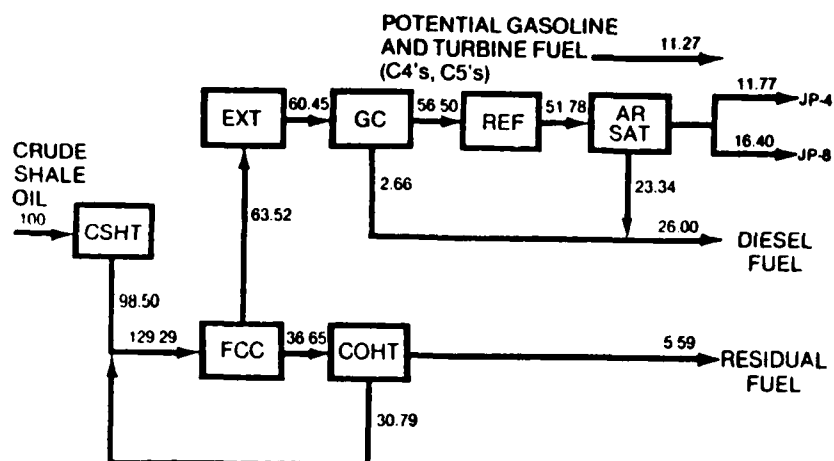 POTENTIAL GASOLINE
AND TURBINE FUEL
(C4's, C5's)
11.27
EXT
60.45
GC
56 50
REF
51 78
AR
SAT
11.77
JP-4
16.40
JP-8
CRUDE
SHALE
OIL
100
CSHT
63.52
2.66
23.34
26.00
DIESEL
FUEL
98.50
129 29
FCC
36 65
COHT
5 59
RESIDUAL
FUEL
30.79